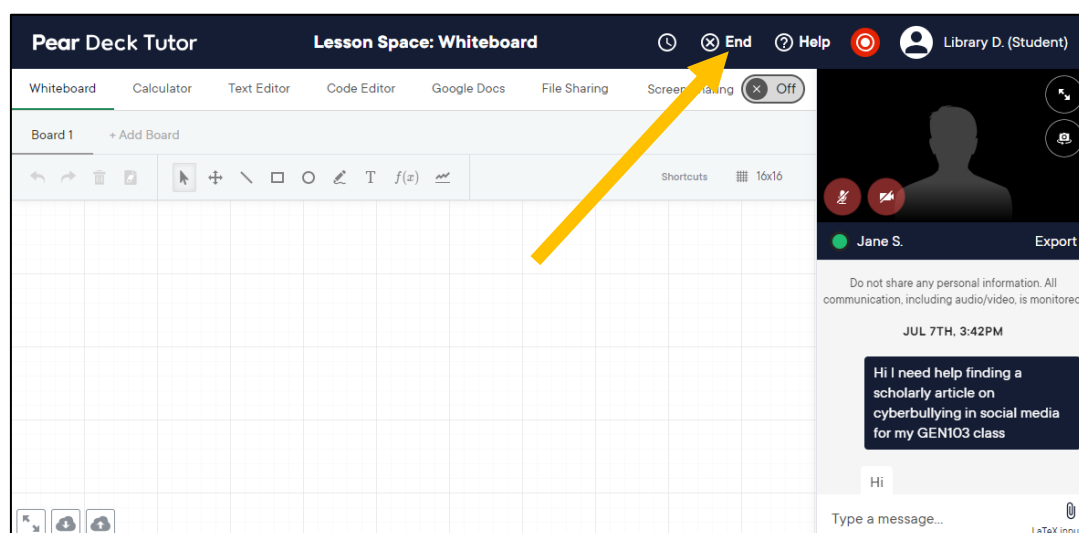 Pear Deck Tutor Lesson Space: Whiteboard End Help Library D. (Student)
Whiteboard Calculator Text Editor Code Editor Google Docs File Sharing Screen Off
Board 1 + Add Board
T f(x) Shortcuts 16x16
Jane S. Export
Do not share any personal information. All
communication, including audio/video, is monitored
JUL 7TH, 3:42PM
Hi I need help finding a
scholarly article on
cyberbullying in social media
for my GEN103 class
Hi
Type a message...
LaTeX input